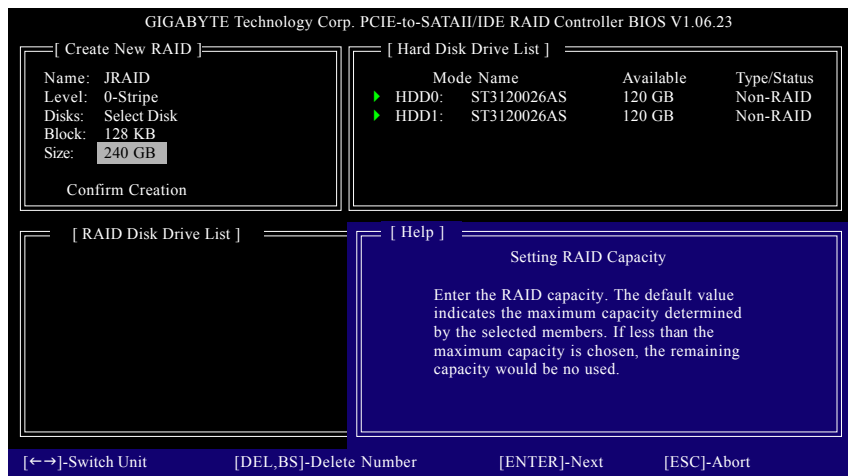 GIGABYTE Technology Corp. PCIE-to-SATAII/IDE RAID Controller BIOS V1.06.23
[ Create New RAID ]
Name: JRAID
Level: 0-Stripe
Disks: Select Disk
Block: 128 KB
Size: 240 GB
Confirm Creation
[ Hard Disk Drive List ]
Mode Name Available Type/Status
HDD0: ST3120026AS 120 GB Non-RAID
HDD1: ST3120026AS 120 GB Non-RAID
[ RAID Disk Drive List ]
[ Help ]
Setting RAID Capacity
Enter the RAID capacity. The default value
indicates the maximum capacity determined
by the selected members. If less than the
maximum capacity is chosen, the remaining
capacity would be no used.
[←→]-Switch Unit [DEL,BS]-Delete Number [ENTER]-Next [ESC]-Abort